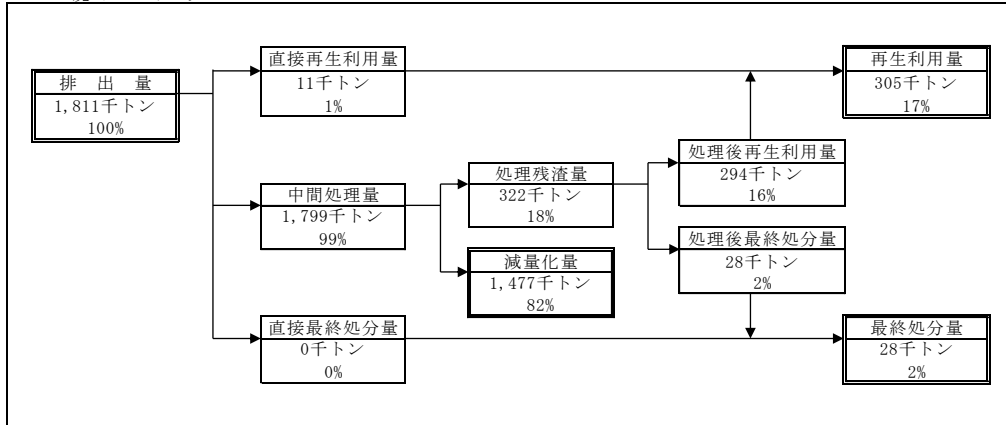 直接再生利用量
11千トン
1%
再生利用量
305千トン
17%
排 出 量
1,811千トン
100%
処理後再生利用量
294千トン
16%
中間処理量
1,799千トン
99%
処理残渣量
322千トン
18%
処理後最終処分量
28千トン
2%
減量化量
1,477千トン
82%
直接最終処分量
0千トン
0%
最終処分量
28千トン
2%